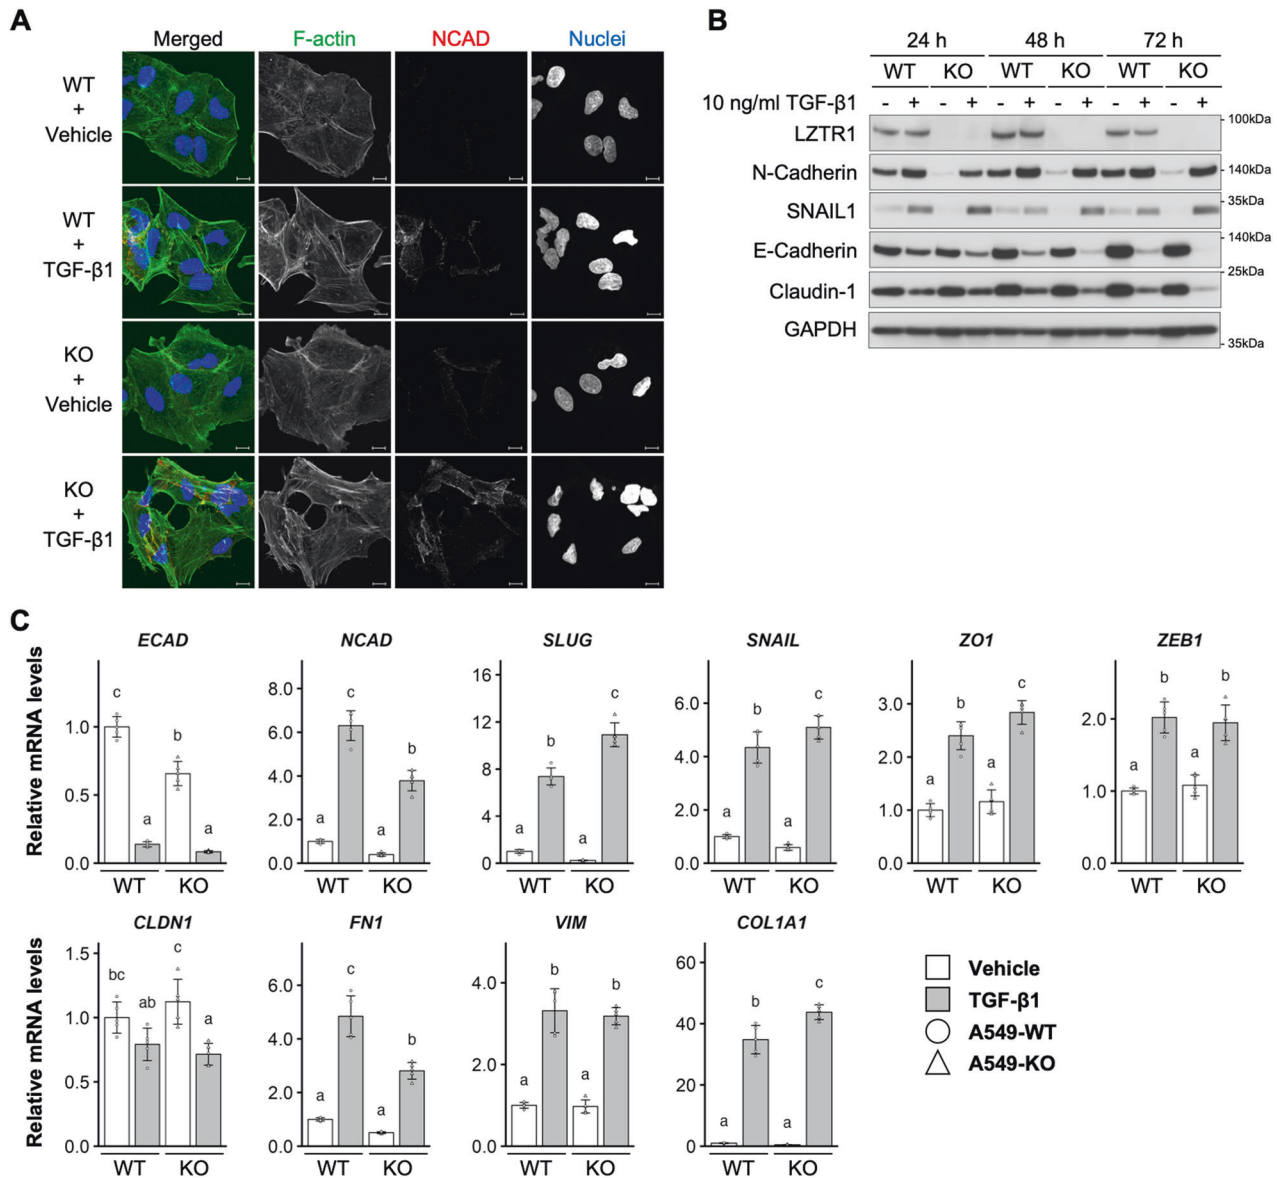 A
Merged F-actin NCAD Nuclei
WT
+
Vehicle
WT
+
TGF-β1
KO
+
Vehicle
KO
+
TGF-β1
B
24 h 48 h 72 h
WT KO WT KO WT KO
10 ng/ml TGF-β1 - + - + - + - + - + - +
LZTR1 100kDa
N-Cadherin 140kDa
SNAIL1 35kDa
E-Cadherin 140kDa
25kDa
Claudin-1
GAPDH
35kDa
C
Relative mRNA levels
ECAD
1.0
0.5
0.0
c a b a
WT KO
NCAD
8.0
6.0
4.0
2.0
0.0
a c a b
WT KO
SLUG
16
12
8
4
0
a b a c
WT KO
SNAIL
6.0
4.0
2.0
0.0
a b a c
WT KO
ZO1
3.0
2.0
1.0
0.0
a b a c
WT KO
ZEB1
2.0
1.0
0.0
a b a b
WT KO
Relative mRNA levels
CLDN1
1.5
1.0
0.5
0.0
bc ab c a
WT KO
FN1
6.0
4.0
2.0
0.0
a c a b
WT KO
VIM
4.0
2.0
0.0
a b a b
WT KO
COL1A1
60
40
20
0
a b a c
WT KO
Vehicle
TGF-β1
A549-WT
A549-KO